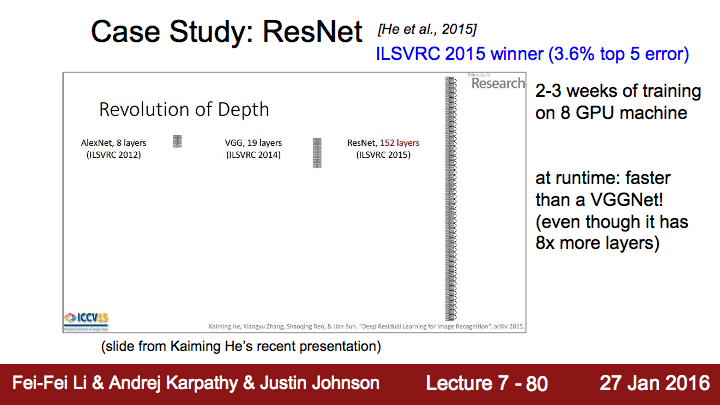 Case Study: ResNet [He et al., 2015]
ILSVRC 2015 winner (3.6% top 5 error)
Research
Revolution of Depth
AlexNet, 8 layers
(ILSVRC 2012)
VGG, 19 layers
(ILSVRC 2014)
ResNet, 152 layers
(ILSVRC 2015)
2-3 weeks of training
on 8 GPU machine
at runtime: faster
than a VGGNet!
(even though it has
8x more layers)
ICCV15
Kaiming He, Xiangyu Zhang, Shaoqing Ren, & Jian Sun. "Deep Residual Learning for Image Recognition". arXiv 2015.
(slide from Kaiming He's recent presentation)
Fei-Fei Li & Andrej Karpathy & Justin Johnson
Lecture 7 - 80
27 Jan 2016